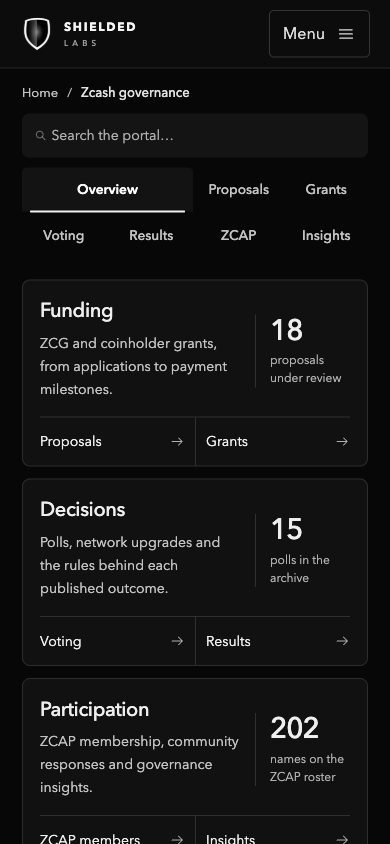 SHIELDED
LABS
Menu
Home / Zcash governance
Search the portal...
Overview
Proposals
Grants
Voting
Results
ZCAP
Insights
Funding
ZCG and coinholder grants,
from applications to payment
milestones.
18
proposals
under review
Proposals →
Grants →
Decisions
Polls, network upgrades and
the rules behind each
published outcome.
15
polls in the
archive
Voting →
Results →
Participation
ZCAP membership, community
responses and governance
insights.
202
names on the
ZCAP roster
ZCAP members →
Insights →